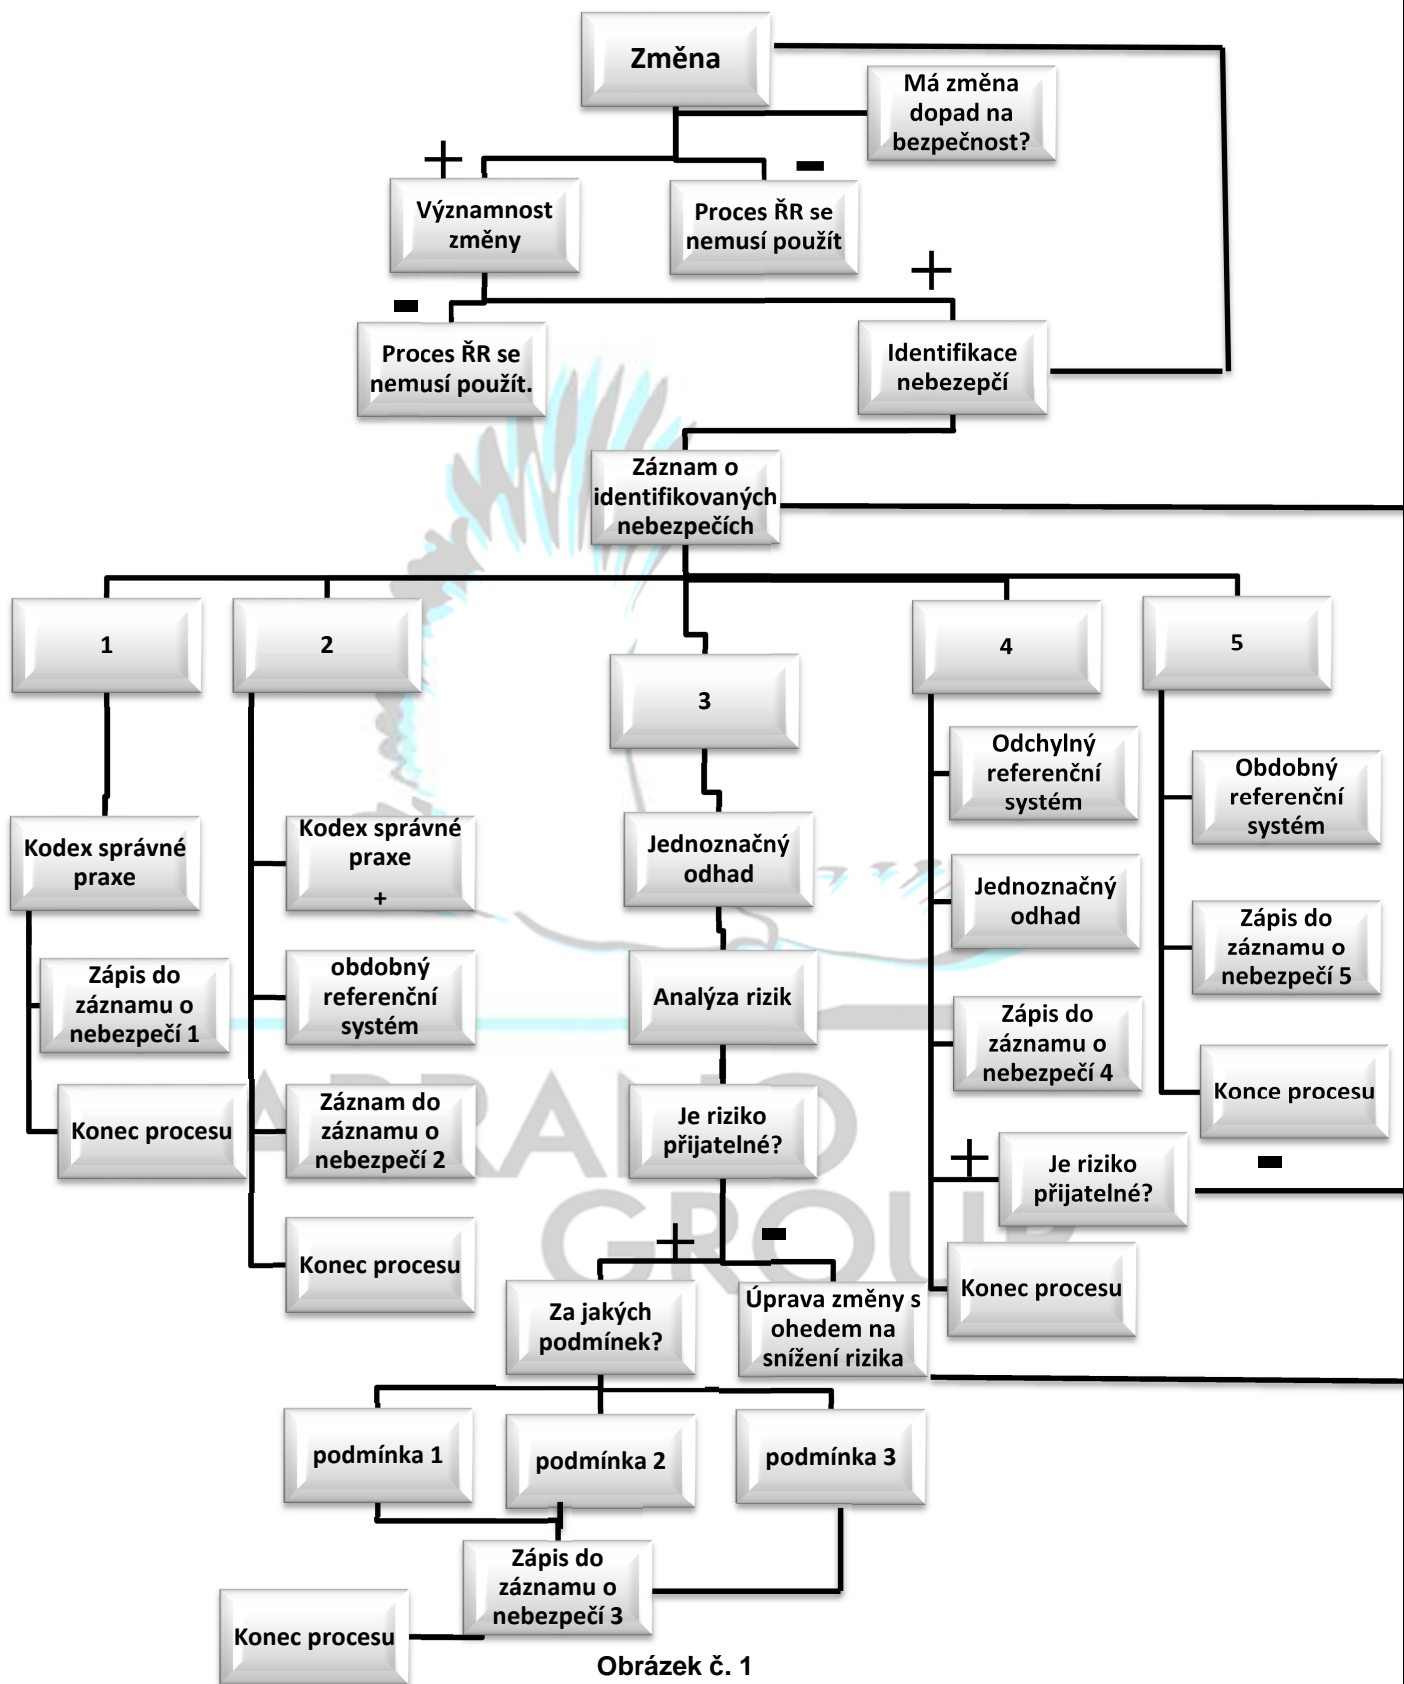 Změna
Má změna
dopad na
bezpečnost?
+
-
Významnost
změny
Proces ŘR se
nemusí použít
-
+
Proces ŘR se
nemusí použít.
Identifikace
nebezepčí
Záznam o
identifikovaných
nebezpečích
1
2
3
4
5
Kodex správné
praxe
Zápis do
záznamu o
nebezpečí 1
Konec procesu
Kodex správné
praxe
+
obdobný
referenční
systém
Záznam do
záznamu o
nebezpečí 2
Konec procesu
Jednoznačný
odhad
Analýza rizik
Je riziko
přijatelné?
+
-
Za jakých
podmínek?
Úprava změny s
ohedem na
snížení rizika
podmínka 1
podmínka 2
podmínka 3
Zápis do
záznamu o
nebezpečí 3
Konec procesu
Odchylný
referenční
systém
Jednoznačný
odhad
Zápis do
záznamu o
nebezpečí 4
+
Je riziko
přijatelné?
-
Konec procesu
Obdobný
referenční
systém
Zápis do
záznamu o
nebezpečí 5
Konce procesu
GROUP
Obrázek č. 1